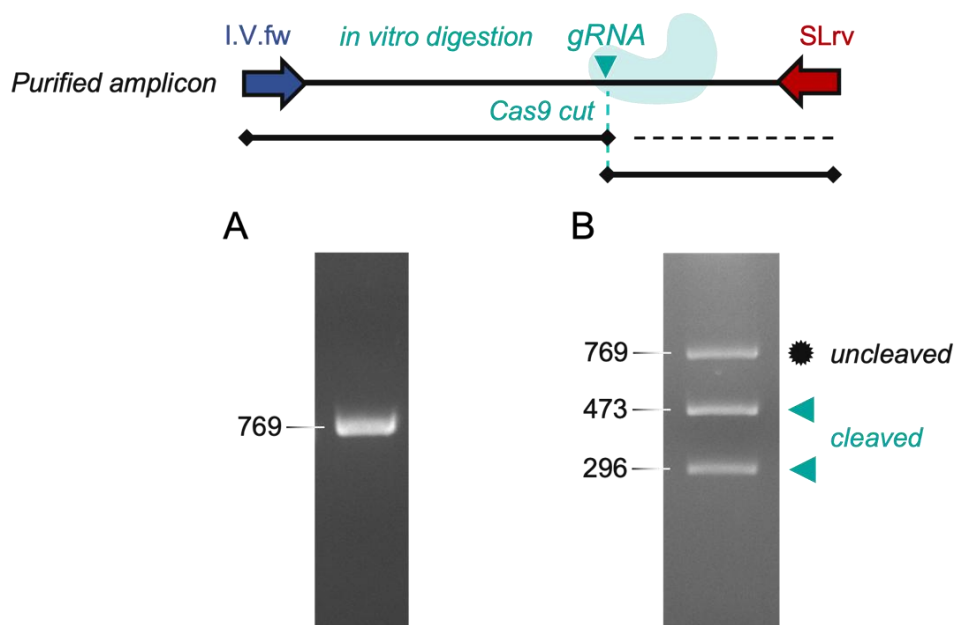 I.V.fw in vitro digestion gRNA SLrv
Purified amplicon
Cas9 cut
A B
769 uncleaved
473
769 cleaved
296